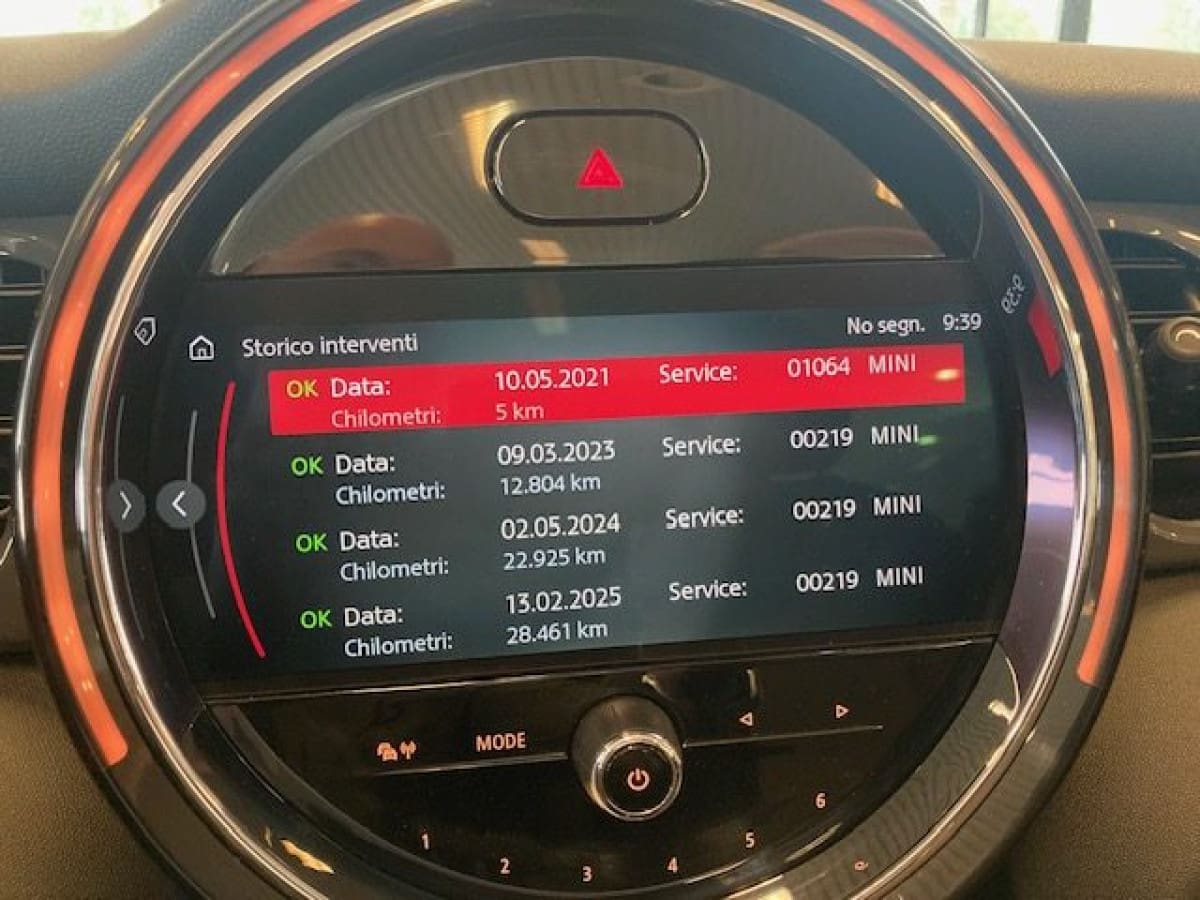 No segn. 9:39
Storico interventi
OK Data: 10.05.2021 Service: 01064 MINI
Chilometri: 5 km
OK Data: 09.03.2023 Service: 00219 MINI
Chilometri: 12.804 km
OK Data: 02.05.2024 Service: 00219 MINI
Chilometri: 22.925 km
OK Data: 13.02.2025 Service: 00219 MINI
Chilometri: 28.461 km
MODE
1 2 3 4 5 6